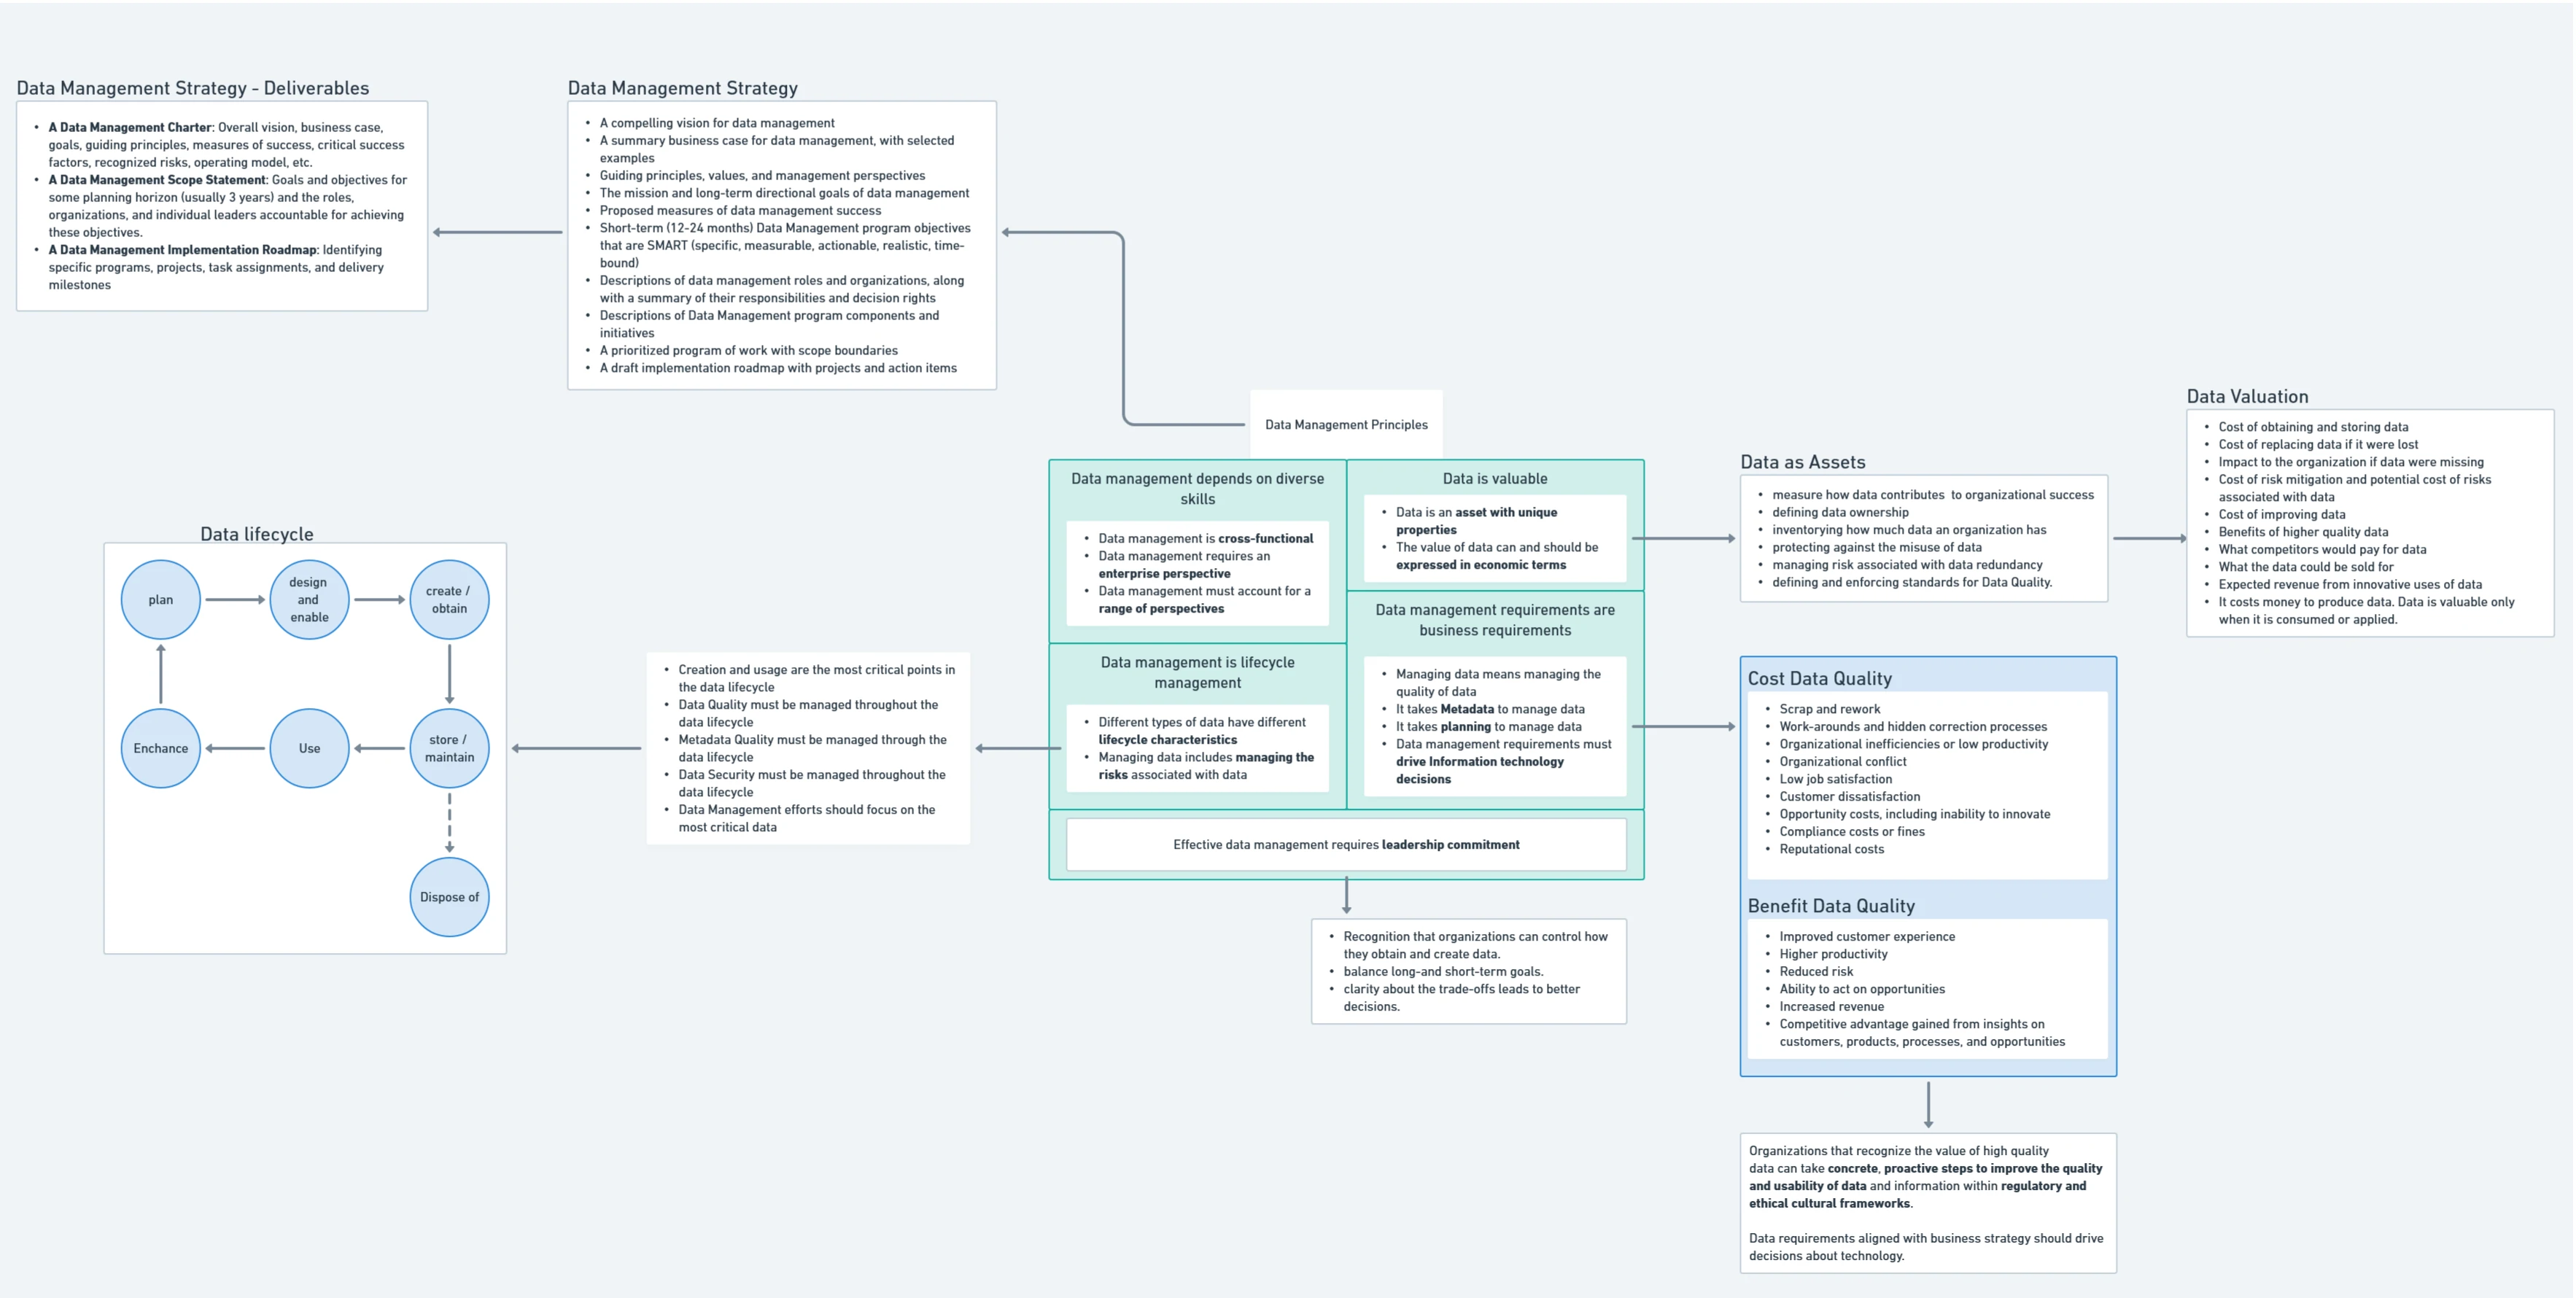 Data Management Strategy - Deliverables
• A Data Management Charter: Overall vision, business case,
goals, guiding principles, measures of success, critical success
factors, recognized risks, operating model, etc.
• A Data Management Scope Statement: Goals and objectives for
some planning horizon (usually 3 years) and the roles,
organizations, and individual leaders accountable for achieving
these objectives.
• A Data Management Implementation Roadmap: Identifying
specific programs, projects, task assignments, and delivery
milestones
Data Management Strategy
• A compelling vision for data management
• A summary business case for data management, with selected
examples
• Guiding principles, values, and management perspectives
• The mission and long-term directional goals of data management
• Proposed measures of data management success
• Short-term (12-24 months) Data Management program objectives
that are SMART (specific, measurable, actionable, realistic, time-
bound)
• Descriptions of data management roles and organizations, along
with a summary of their responsibilities and decision rights
• Descriptions of Data Management program components and
initiatives
• A prioritized program of work with scope boundaries
• A draft implementation roadmap with projects and action items
Data Management Principles
Data management depends on diverse
skills
• Data management is cross-functional
• Data management requires an
enterprise perspective
• Data management must account for a
range of perspectives
Data is valuable
• Data is an asset with unique
properties
• The value of data can and should be
expressed in economic terms
Data management is lifecycle
management
• Different types of data have different
lifecycle characteristics
• Managing data includes managing the
risks associated with data
Data management requirements are
business requirements
• Managing data means managing the
quality of data
• It takes Metadata to manage data
• It takes planning to manage data
• Data management requirements must
drive Information technology
decisions
Effective data management requires leadership commitment
• Recognition that organizations can control how
they obtain and create data.
• balance long-and short-term goals.
• clarity about the trade-offs leads to better
decisions.
Data as Assets
• measure how data contributes  to organizational success
• defining data ownership
• inventorying how much data an organization has
• protecting against the misuse of data
• managing risk associated with data redundancy
• defining and enforcing standards for Data Quality.
Data Valuation
• Cost of obtaining and storing data
• Cost of replacing data if it were lost
• Impact to the organization if data were missing
• Cost of risk mitigation and potential cost of risks
associated with data
• Cost of improving data
• Benefits of higher quality data
• What competitors would pay for data
• What the data could be sold for
• Expected revenue from innovative uses of data
• It costs money to produce data. Data is valuable only
when it is consumed or applied.
Cost Data Quality
• Scrap and rework
• Work-arounds and hidden correction processes
• Organizational inefficiencies or low productivity
• Organizational conflict
• Low job satisfaction
• Customer dissatisfaction
• Opportunity costs, including inability to innovate
• Compliance costs or fines
• Reputational costs
Benefit Data Quality
• Improved customer experience
• Higher productivity
• Reduced risk
• Ability to act on opportunities
• Increased revenue
• Competitive advantage gained from insights on
customers, products, processes, and opportunities
Organizations that recognize the value of high quality
data can take concrete, proactive steps to improve the quality
and usability of data and information within regulatory and
ethical cultural frameworks.
Data requirements aligned with business strategy should drive
decisions about technology.
• Creation and usage are the most critical points in
the data lifecycle
• Data Quality must be managed throughout the
data lifecycle
• Metadata Quality must be managed through the
data lifecycle
• Data Security must be managed throughout the
data lifecycle
• Data Management efforts should focus on the
most critical data
Data lifecycle
plan
design
and
enable
create /
obtain
Enchance
Use
store /
maintain
Dispose of